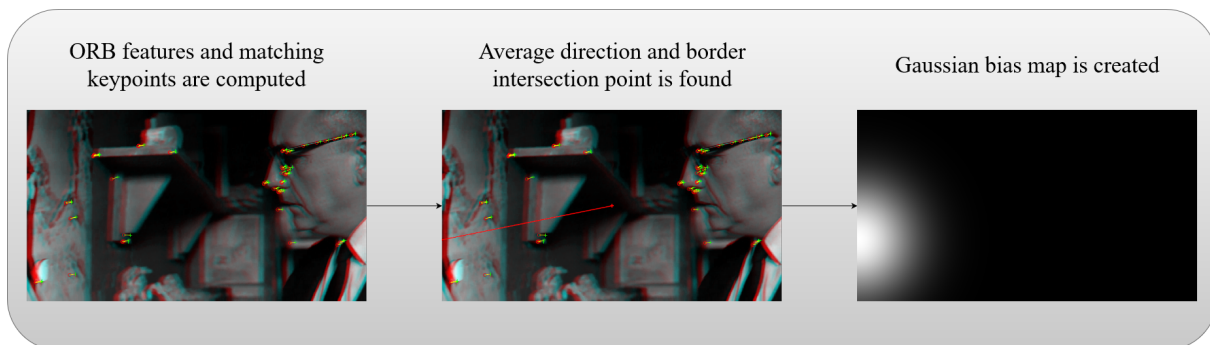 ORB features and matching
keypoints are computed
Average direction and border
intersection point is found
Gaussian bias map is created